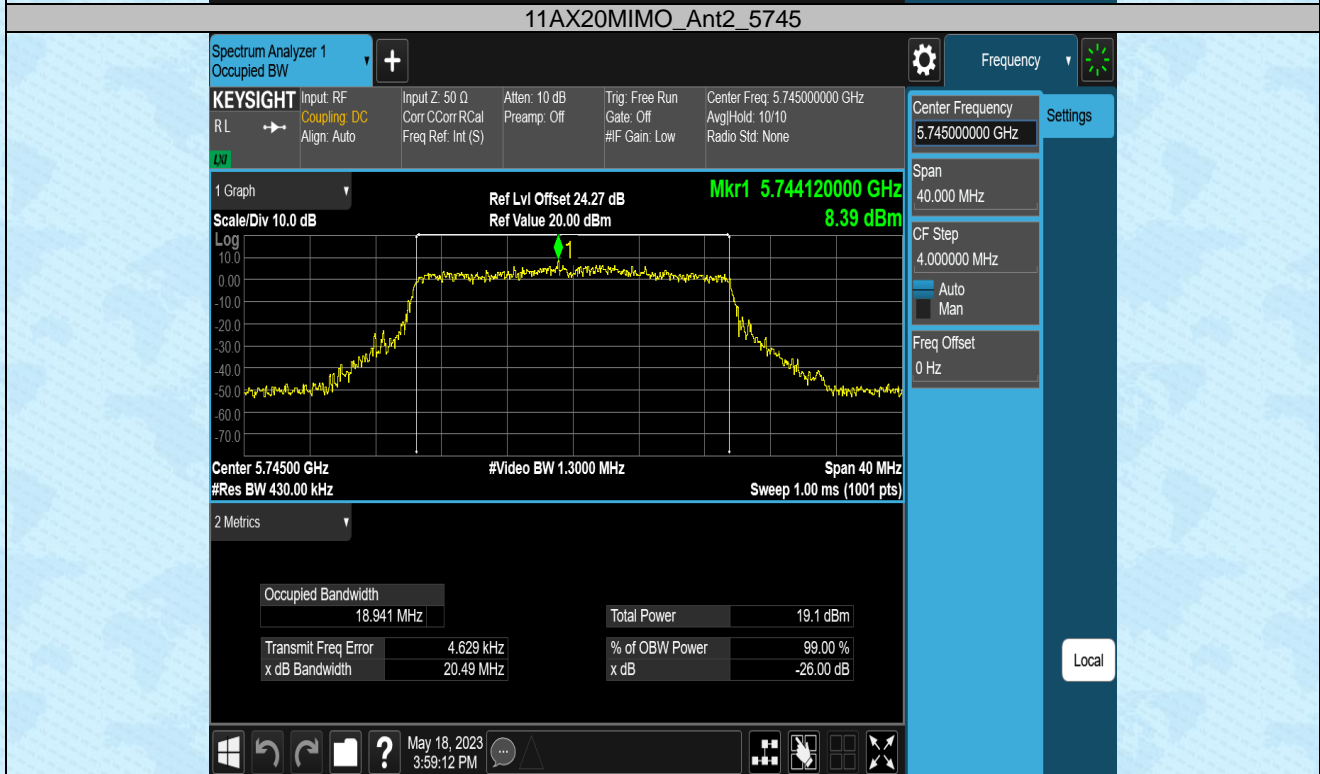 11AX20MIMO_Ant2_5745
Spectrum Analyzer 1
Occupied BW
+
Frequency
KEYSIGHT
R L
LXI
Input: RF
Coupling: DC
Align: Auto
Input Z: 50 Ω
Corr CCorr RCal
Freq Ref: Int (S)
Atten: 10 dB
Preamp: Off
Trig: Free Run
Gate: Off
#IF Gain: Low
Center Freq: 5.745000000 GHz
Avg|Hold: 10/10
Radio Std: None
Center Frequency
5.745000000 GHz
Settings
Span
40.000 MHz
CF Step
4.000000 MHz
Auto
Man
Freq Offset
0 Hz
1 Graph
Scale/Div 10.0 dB
Ref Lvl Offset 24.27 dB
Ref Value 20.00 dBm
Mkr1 5.744120000 GHz
8.39 dBm
Log
1
10.0
0.00
-10.0
-20.0
-30.0
-40.0
-50.0
-60.0
-70.0
Center 5.74500 GHz
#Video BW 1.3000 MHz
Span 40 MHz
#Res BW 430.00 kHz
Sweep 1.00 ms (1001 pts)
2 Metrics
Occupied Bandwidth
18.941 MHz
Total Power 19.1 dBm
Transmit Freq Error 4.629 kHz
% of OBW Power 99.00 %
x dB Bandwidth 20.49 MHz
x dB -26.00 dB
Local
?
May 18, 2023
3:59:12 PM